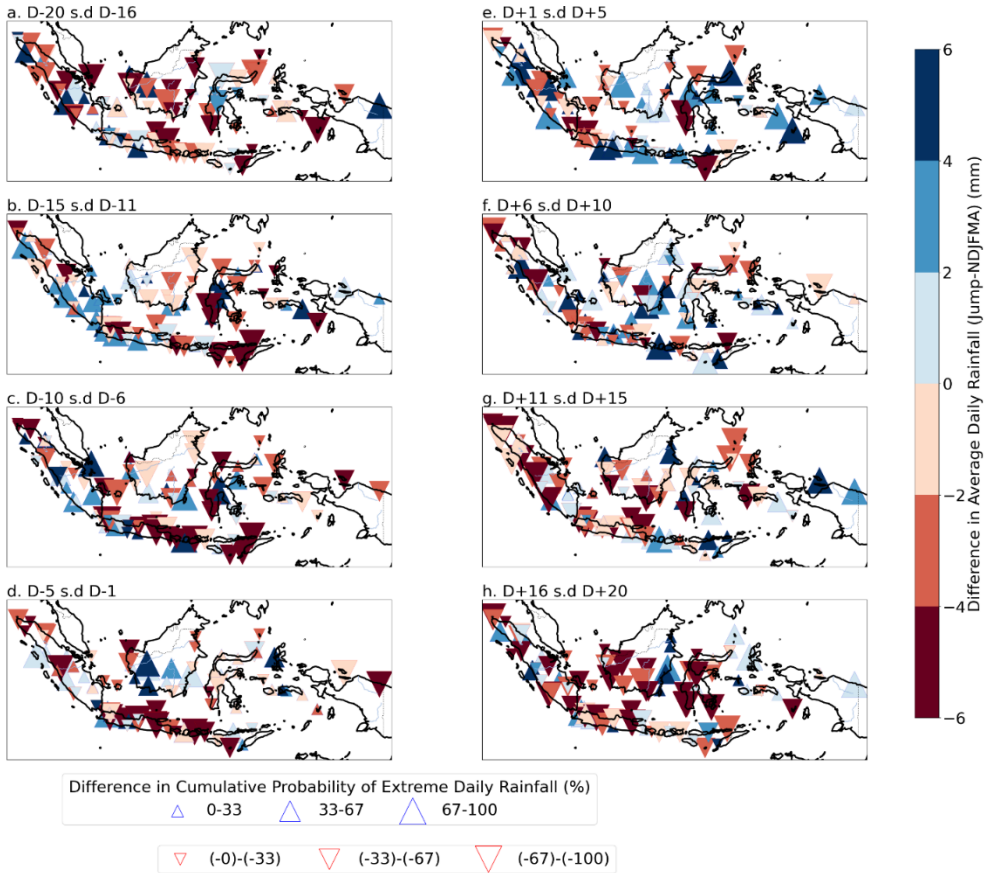 a. D-20 s.d D-16
e. D+1 s.d D+5
b. D-15 s.d D-11
f. D+6 s.d D+10
c. D-10 s.d D-6
g. D+11 s.d D+15
d. D-5 s.d D-1
h. D+16 s.d D+20
6
4
2
0
−2
−4
−6
Difference in Average Daily Rainfall (Jump-NDJFMA) (mm)
Difference in Cumulative Probability of Extreme Daily Rainfall (%)
0-33 33-67 67-100
(-0)-(-33) (-33)-(-67) (-67)-(-100)